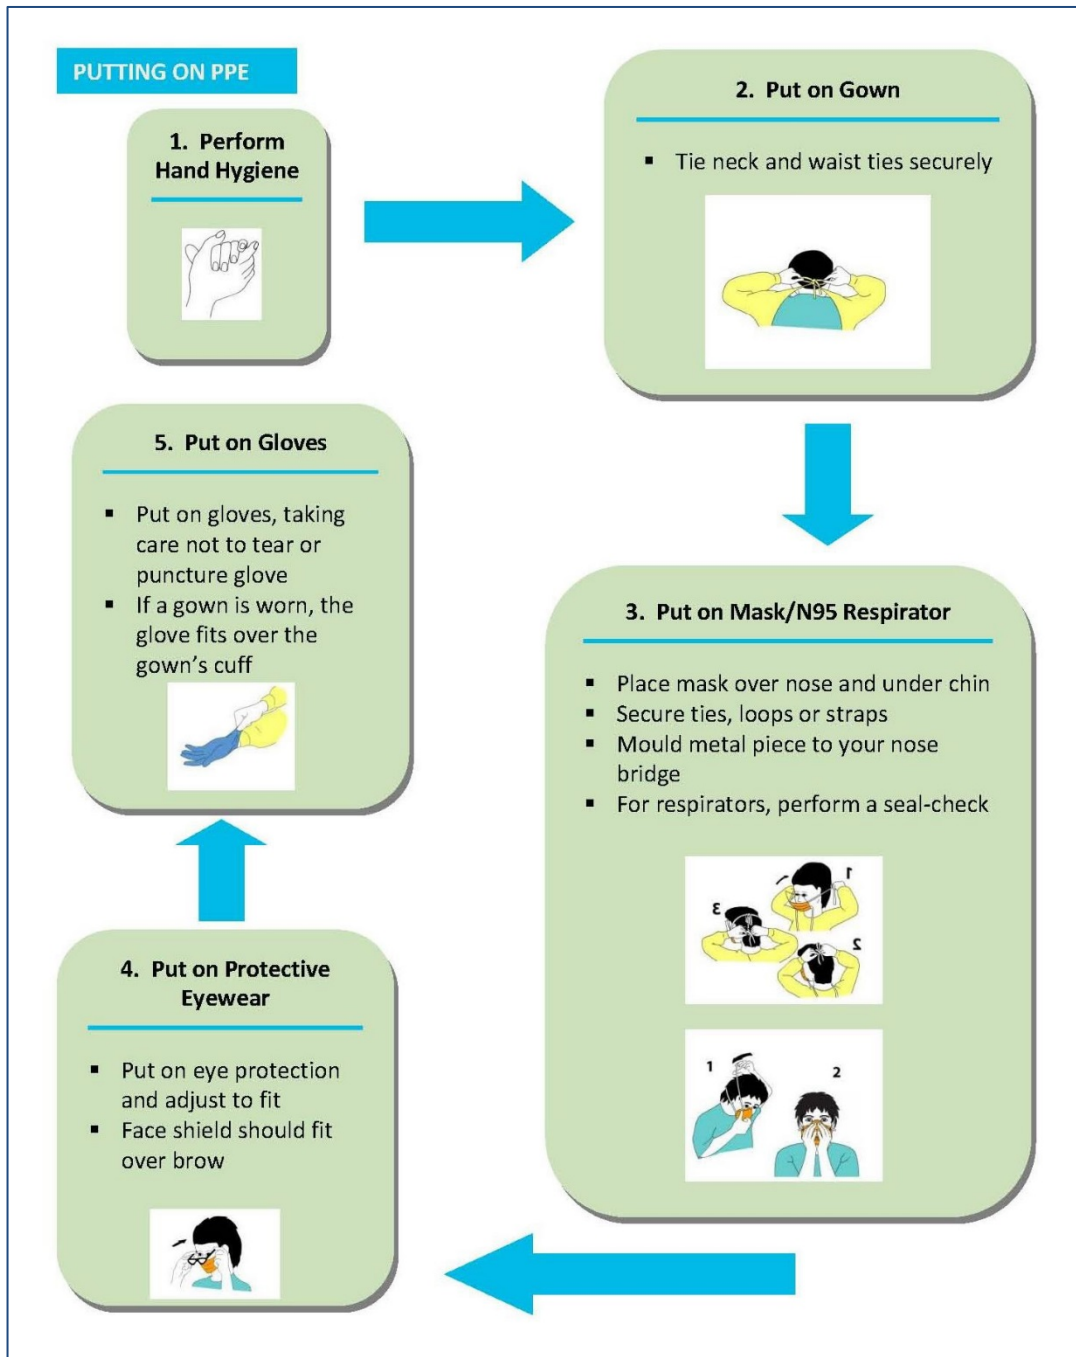 PUTTING ON PPE
1. Perform
Hand Hygiene
2. Put on Gown
▪ Tie neck and waist ties securely
3. Put on Mask/N95 Respirator
▪ Place mask over nose and under chin
▪ Secure ties, loops or straps
▪ Mould metal piece to your nose
bridge
▪ For respirators, perform a seal-check
1
2
3
1
2
4. Put on Protective
Eyewear
▪ Put on eye protection
and adjust to fit
▪ Face shield should fit
over brow
5. Put on Gloves
▪ Put on gloves, taking
care not to tear or
puncture glove
▪ If a gown is worn, the
glove fits over the
gown’s cuff